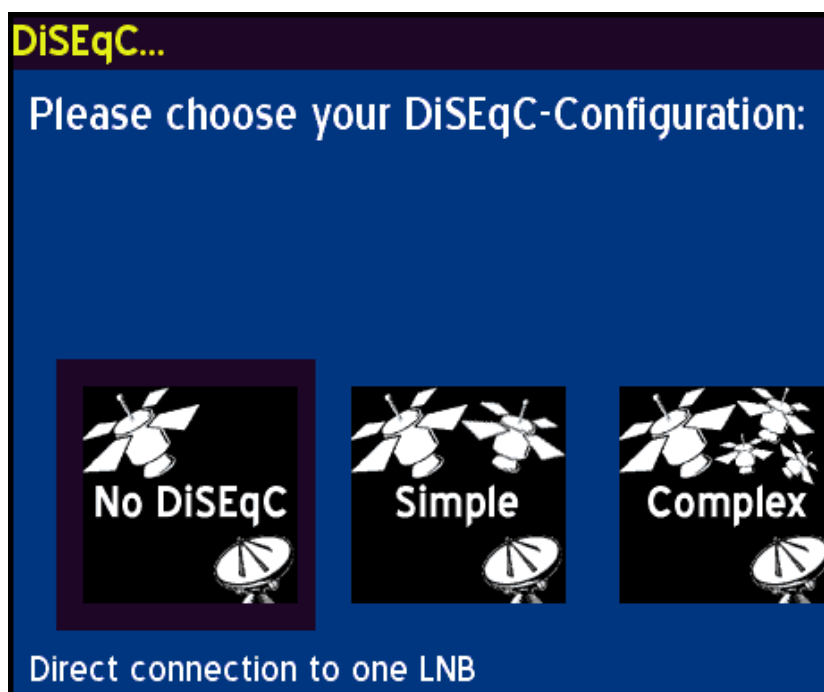 DiSEqC...
Please choose your DiSEqC-Configuration:
No DiSEqC
Simple
Complex
Direct connection to one LNB